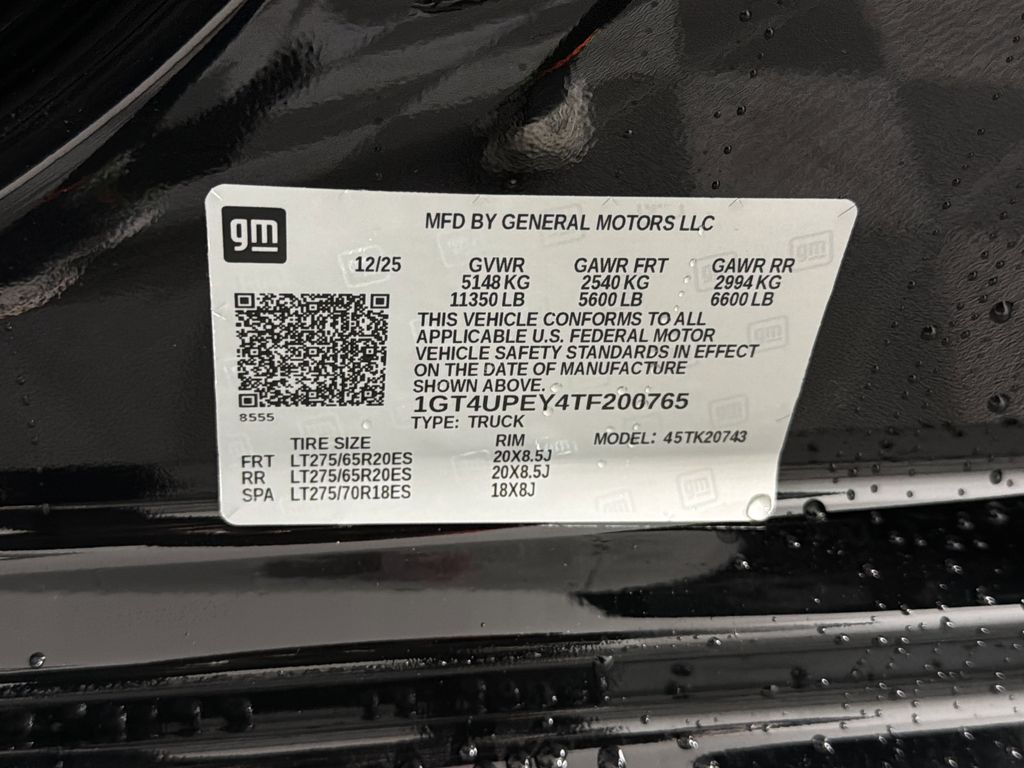 gm
MFD BY GENERAL MOTORS LLC
12/25 GVWR GAWR FRT GAWR RR
5148 KG 2540 KG 2994 KG
11350 LB 5600 LB 6600 LB
THIS VEHICLE CONFORMS TO ALL
APPLICABLE U.S. FEDERAL MOTOR
VEHICLE SAFETY STANDARDS IN EFFECT
ON THE DATE OF MANUFACTURE
SHOWN ABOVE.
8555
1GT4UPEY4TF200765
TYPE: TRUCK
TIRE SIZE RIM MODEL: 45TK20743
FRT LT275/65R20ES 20X8.5J
RR LT275/65R20ES 20X8.5J
SPA LT275/70R18ES 18X8J